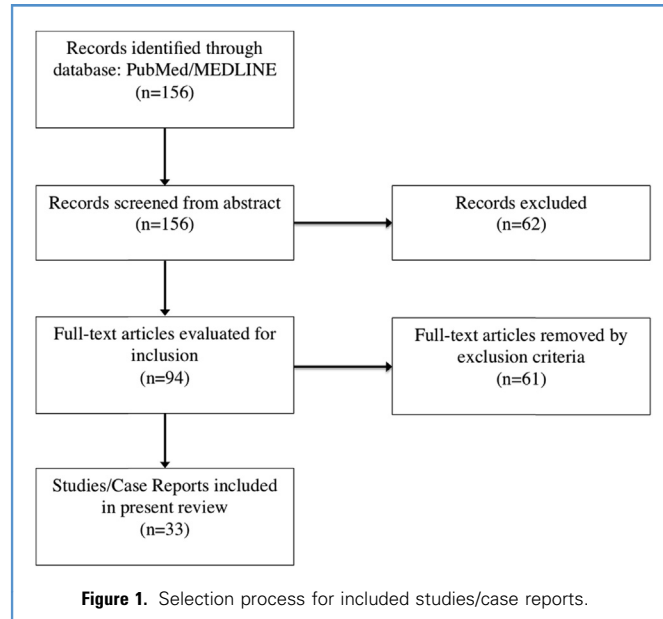 Records identified through
database: PubMed/MEDLINE
(n=156)
Records screened from abstract
(n=156)
Records excluded
(n=62)
Full-text articles evaluated for
inclusion
(n=94)
Full-text articles removed by
exclusion criteria
(n=61)
Studies/Case Reports included
in present review
(n=33)
Figure 1. Selection process for included studies/case reports.